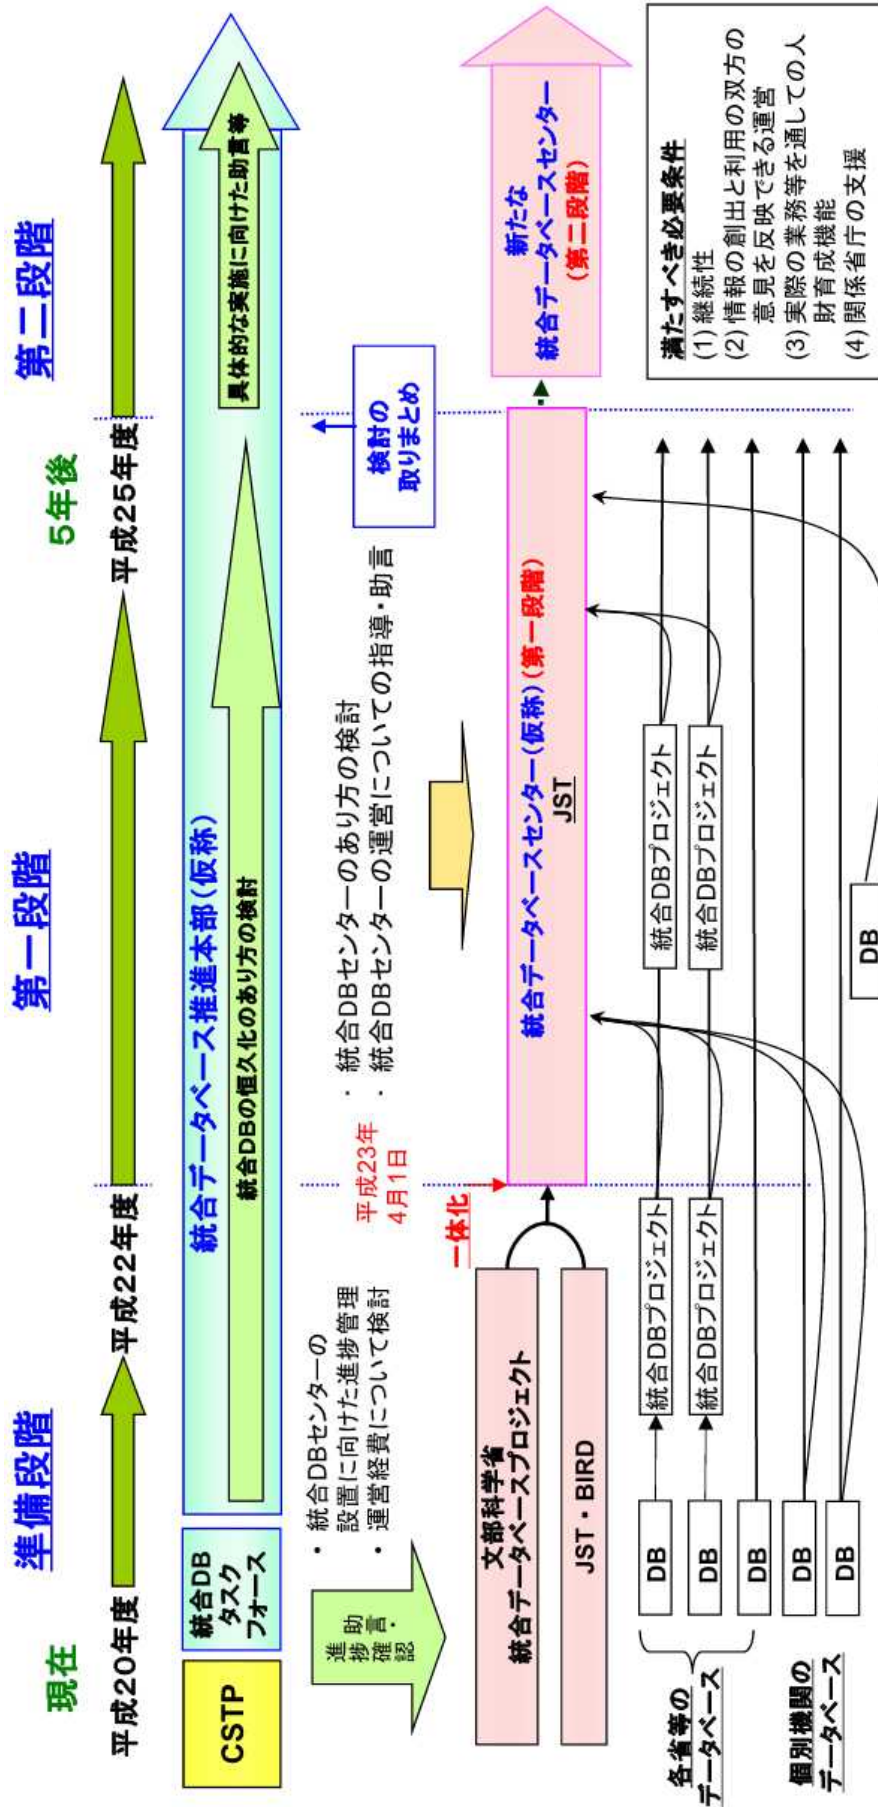 準備段階
第一段階
第二段階
現在
5年後
平成20年度
平成22年度
平成25年度
CSTP
統合DB
タスク
フォース
統合データベース推進本部(仮称)
統合DBの恒久化のあり方の検討
具体的な実施に向けた助言等
進捗確認
助言・
・ 統合DBセンターの
設置に向けた進捗管理
・ 運営経費について検討
平成23年
4月1日
・ 統合DBセンターのあり方の検討
・ 統合DBセンターの運営についての指導・助言
検討の
取りまとめ
一体化
文部科学省
統合データベースプロジェクト
JST・BIRD
統合データベースセンター(仮称)(第一段階)
JST
新たな
統合データベースセンター
(第二段階)
各省等の
データベース
DB
統合DBプロジェクト
統合DBプロジェクト
DB
統合DBプロジェクト
統合DBプロジェクト
DB
個別機関の
データベース
DB
DB
DB
満たすべき必要条件
(1) 継続性
(2) 情報の創出と利用の双方の
意見を反映できる運営
(3) 実際の業務等を通しての人
財育成機能
(4) 関係省庁の支援